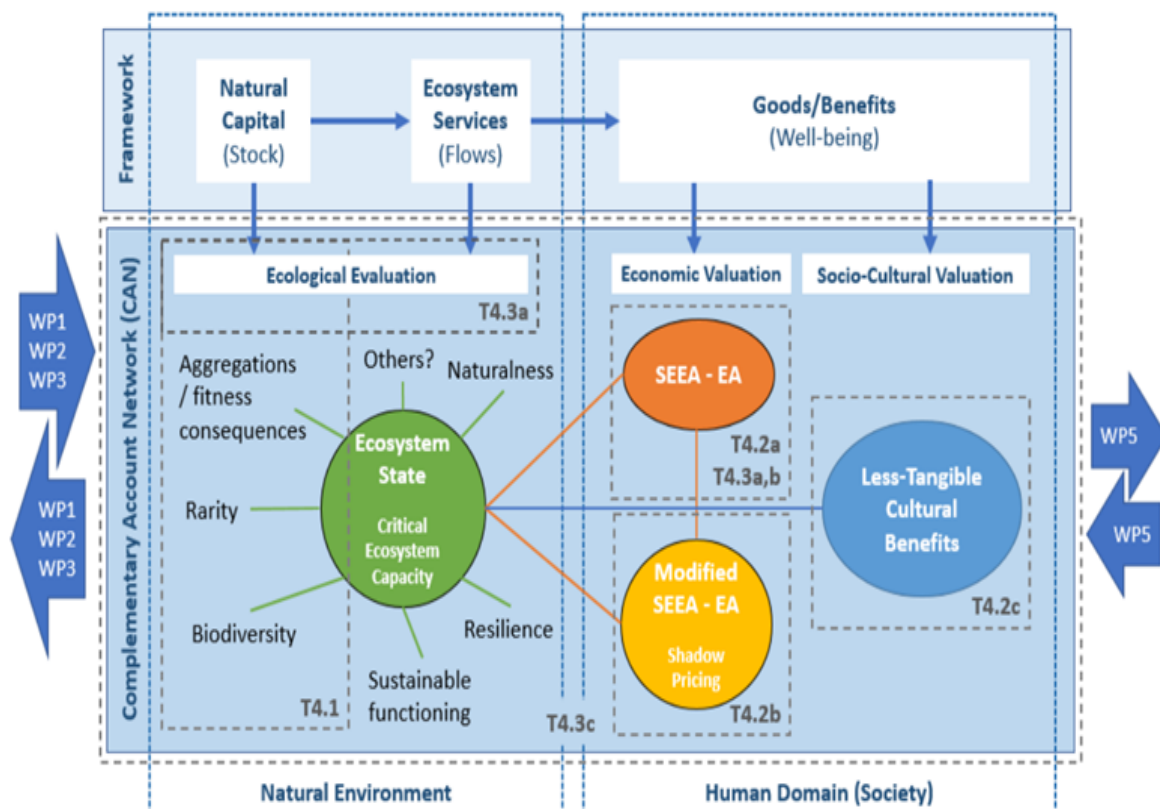 Framework
Natural
Capital
(Stock)
Ecosystem
Services
(Flows)
Goods/Benefits
(Well-being)
Complementary Account Network (CAN)
Ecological Evaluation
T4.3a
Economic Valuation
Socio-Cultural Valuation
WP1
WP2
WP3
WP1
WP2
WP3
Aggregations
/ fitness
consequences
Others?
Naturalness
Rarity
Biodiversity
Sustainable
functioning
Resilience
Ecosystem
State
Critical
Ecosystem
Capacity
T4.1
T4.3c
SEEA - EA
T4.2a
T4.3a,b
Modified
SEEA - EA
Shadow
Pricing
T4.2b
Less-Tangible
Cultural
Benefits
T4.2c
WP5
WP5
Natural Environment
Human Domain (Society)